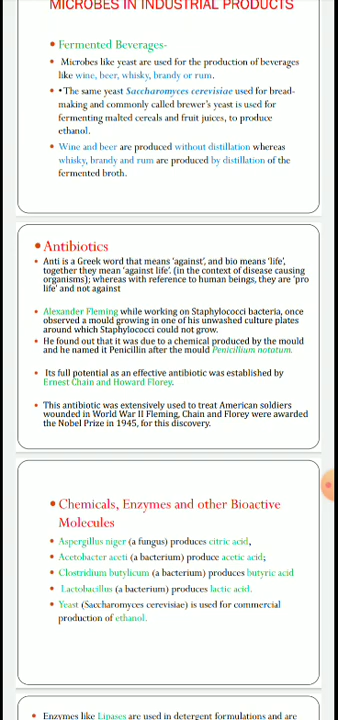 MICROBES IN INDUSTRIAL PRODUCTS
• Fermented Beverages-
• Microbes like yeast are used for the production of beverages
like wine, beer, whisky, brandy or rum.
• •The same yeast Saccharomyces cerevisiae used for bread-
making and commonly called brewer's yeast is used for
fermenting malted cereals and fruit juices, to produce
ethanol.
• Wine and beer are produced without distillation whereas
whisky, brandy and rum are produced by distillation of the
fermented broth.
• Antibiotics
• Anti is a Greek word that means 'against', and bio means 'life',
together they mean 'against life'. (in the context of disease causing
organisms); whereas with reference to human beings, they are 'pro
life' and not against
• Alexander Fleming while working on Staphylococci bacteria, once
observed a mould growing in one of his unwashed culture plates
around which Staphylococci could not grow.
• He found out that it was due to a chemical produced by the mould
and he named it Penicillin after the mould Penicillium notatum.
• Its full potential as an effective antibiotic was established by
Ernest Chain and Howard Florey.
• This antibiotic was extensively used to treat American soldiers
wounded in World War II Fleming, Chain and Florey were awarded
the Nobel Prize in 1945, for this discovery.
• Chemicals, Enzymes and other Bioactive
Molecules
• Aspergillus niger (a fungus) produces citric acid,
• Acetobacter aceti (a bacterium) produce acetic acid;
• Clostridium butylicum (a bacterium) produces butyric acid
• Lactobacillus (a bacterium) produces lactic acid.
• Yeast (Saccharomyces cerevisiae) is used for commercial
production of ethanol.
• Enzymes like Lipases are used in detergent formulations and are